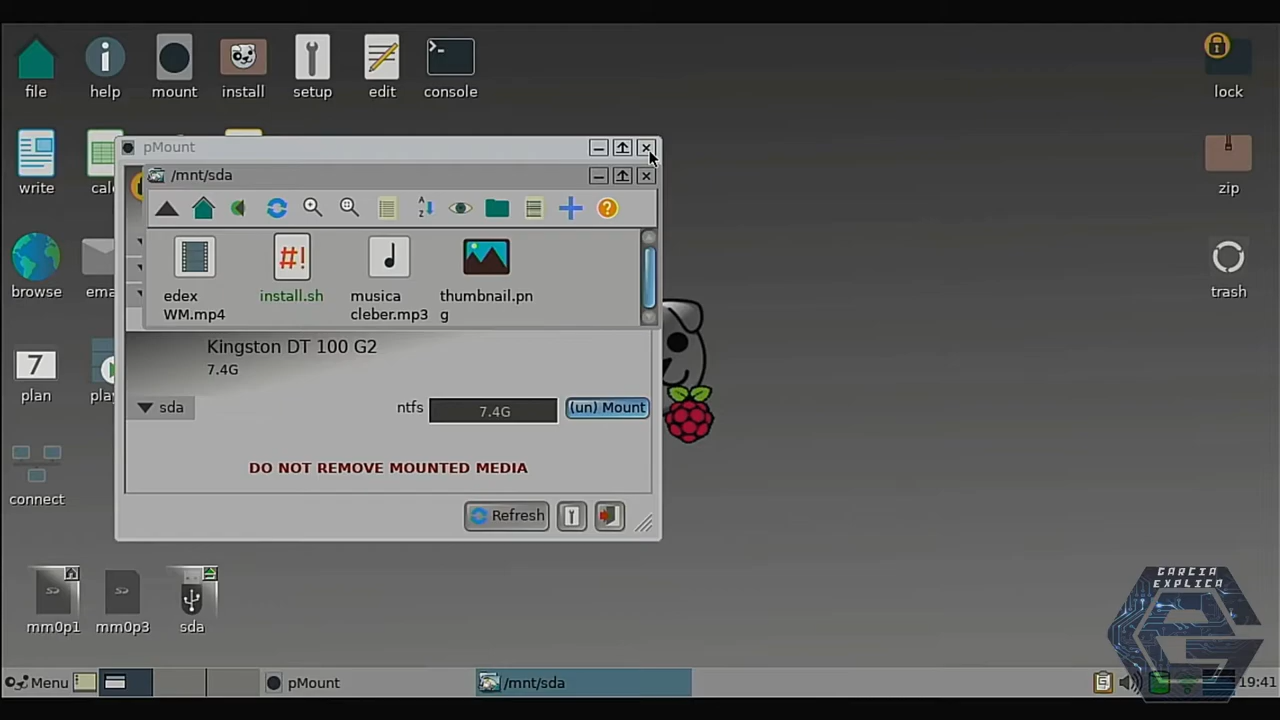 file
help
mount
install
setup
edit
console
lock
write
calc
zip
browse
ema
trash
7
plan
play
connect
mm0p1
mm0p3
sda
pMount
/mnt/sda
#!
edex
WM.mp4
install.sh
musica
cleber.mp3
thumbnail.pn
g
Kingston DT 100 G2
7.4G
sda
ntfs
7.4G
(un) Mount
DO NOT REMOVE MOUNTED MEDIA
Refresh
GARCIA
EXPLICA
Menu
pMount
/mnt/sda
19:41